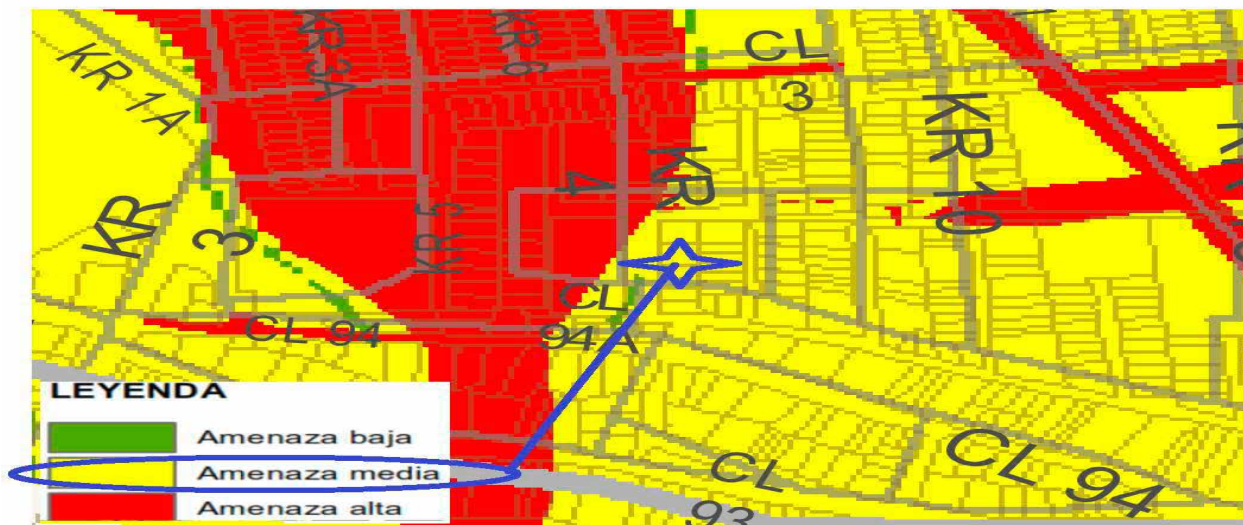 KR 3A
KR 6
CL 3
KR 1A
KR 10
KR 3
KR 5
KR 4
CL 94
CL 94A
LEYENDA
Amenaza baja
Amenaza media
Amenaza alta
CL 93
CL 94